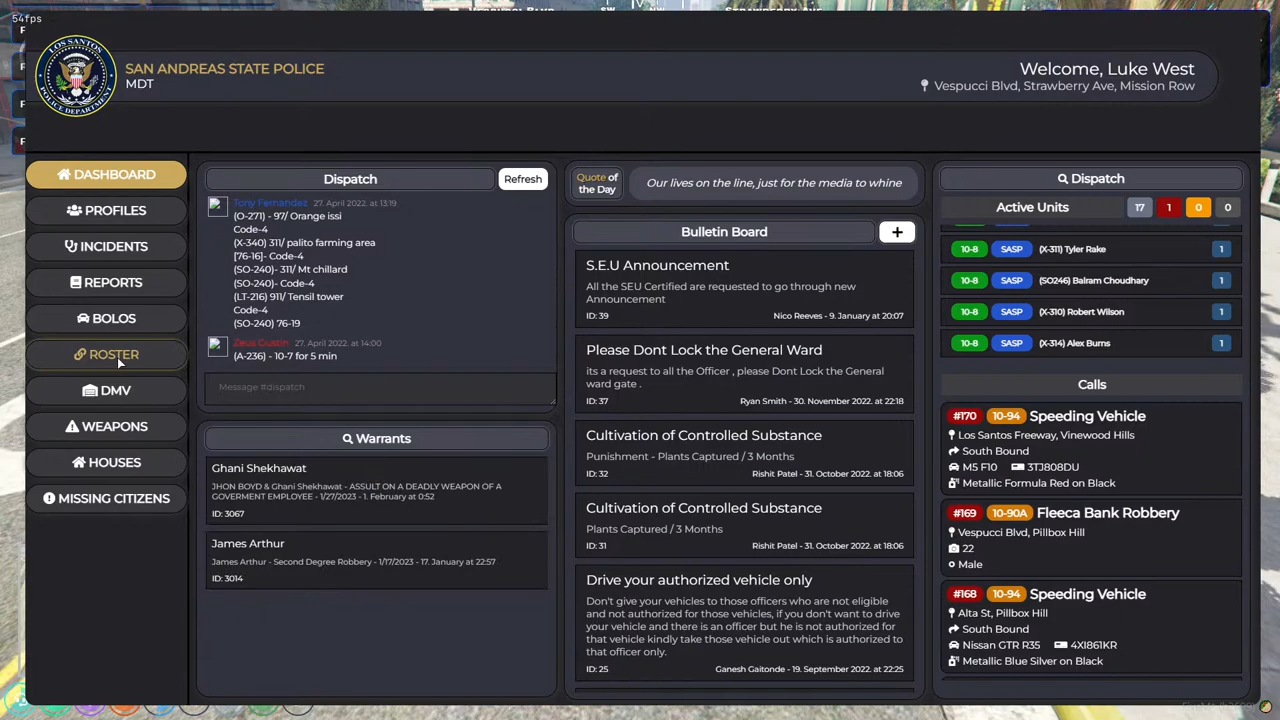 54fps
SAN ANDREAS STATE POLICE
MDT
LOS SANTOS
POLICE DEPARTMENT
Welcome, Luke West
Vespucci Blvd, Strawberry Ave, Mission Row
DASHBOARD
PROFILES
INCIDENTS
REPORTS
BOLOS
ROSTER
DMV
WEAPONS
HOUSES
MISSING CITIZENS
Dispatch
Refresh
Tony Fernandez 27. April 2022. at 13:19
(O-271) - 97/ Orange issi
Code-4
(X-340) 311/ palito farming area
[76-16]- Code-4
(SO-240)- 311/ Mt chillard
(SO-240)- Code-4
(LT-216) 911/ Tensil tower
Code-4
(SO-240) 76-19
Zeus Gustin 27. April 2022. at 14:00
(A-236) - 10-7 for 5 min
Message #dispatch
Warrants
Ghani Shekhawat
JHON BOYD & Ghani Shekhawat - ASSULT ON A DEADLY WEAPON OF A
GOVERMENT EMPLOYEE - 1/27/2023 - 1. February at 0:52
ID: 3067
James Arthur
James Arthur - Second Degree Robbery - 1/17/2023 - 17. January at 22:57
ID: 3014
Quote of
the Day
Our lives on the line, just for the media to whine
Bulletin Board
+
S.E.U Announcement
All the SEU Certified are requested to go through new
Announcement
ID: 39 Nico Reeves - 9. January at 20:07
Please Dont Lock the General Ward
its a request to all the Officer , please Dont Lock the General
ward gate .
ID: 37 Ryan Smith - 30. November 2022. at 22:18
Cultivation of Controlled Substance
Punishment - Plants Captured / 3 Months
ID: 32 Rishit Patel - 31. October 2022. at 18:06
Cultivation of Controlled Substance
Plants Captured / 3 Months
ID: 31 Rishit Patel - 31. October 2022. at 18:06
Drive your authorized vehicle only
Don't give your vehicles to those officers who are not eligible
and not authorized for those vehicles, if you don't want to drive
your vehicle and there is an officer but he is not authorized for
that vehicle kindly take those vehicle out which is authorized to
that officer only.
ID: 25 Ganesh Gaitonde - 19. September 2022. at 22:25
Dispatch
Active Units 17 1 0 0
10-8 SASP (X-311) Tyler Rake 1
10-8 SASP (SO246) Balram Choudhary 1
10-8 SASP (X-310) Robert Wilson 1
10-8 SASP (X-314) Alex Burns 1
Calls
#170 10-94 Speeding Vehicle
Los Santos Freeway, Vinewood Hills
South Bound
M5 F10 3TJ808DU
Metallic Formula Red on Black
#169 10-90A Fleeca Bank Robbery
Vespucci Blvd, Pillbox Hill
22
Male
#168 10-94 Speeding Vehicle
Alta St, Pillbox Hill
South Bound
Nissan GTR R35 4XI861KR
Metallic Blue Silver on Black